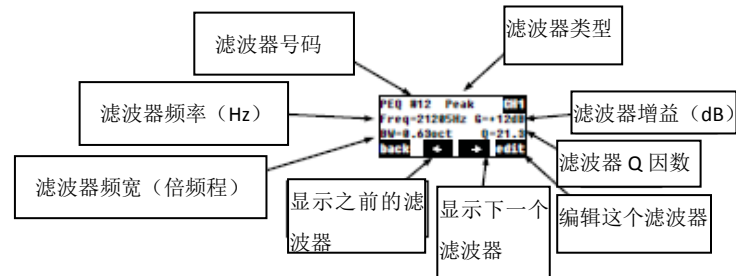 滤波器号码
滤波器类型
滤波器频率（Hz）
PEQ #12 Peak CH1
Freq=21205Hz G=+12dB
BW=0.63oct Q=21.3
back ← → edit
滤波器增益（dB）
滤波器 Q 因数
滤波器频宽（倍频程）
显示之前的滤
波器
显示下一个
滤波器
编辑这个滤波器